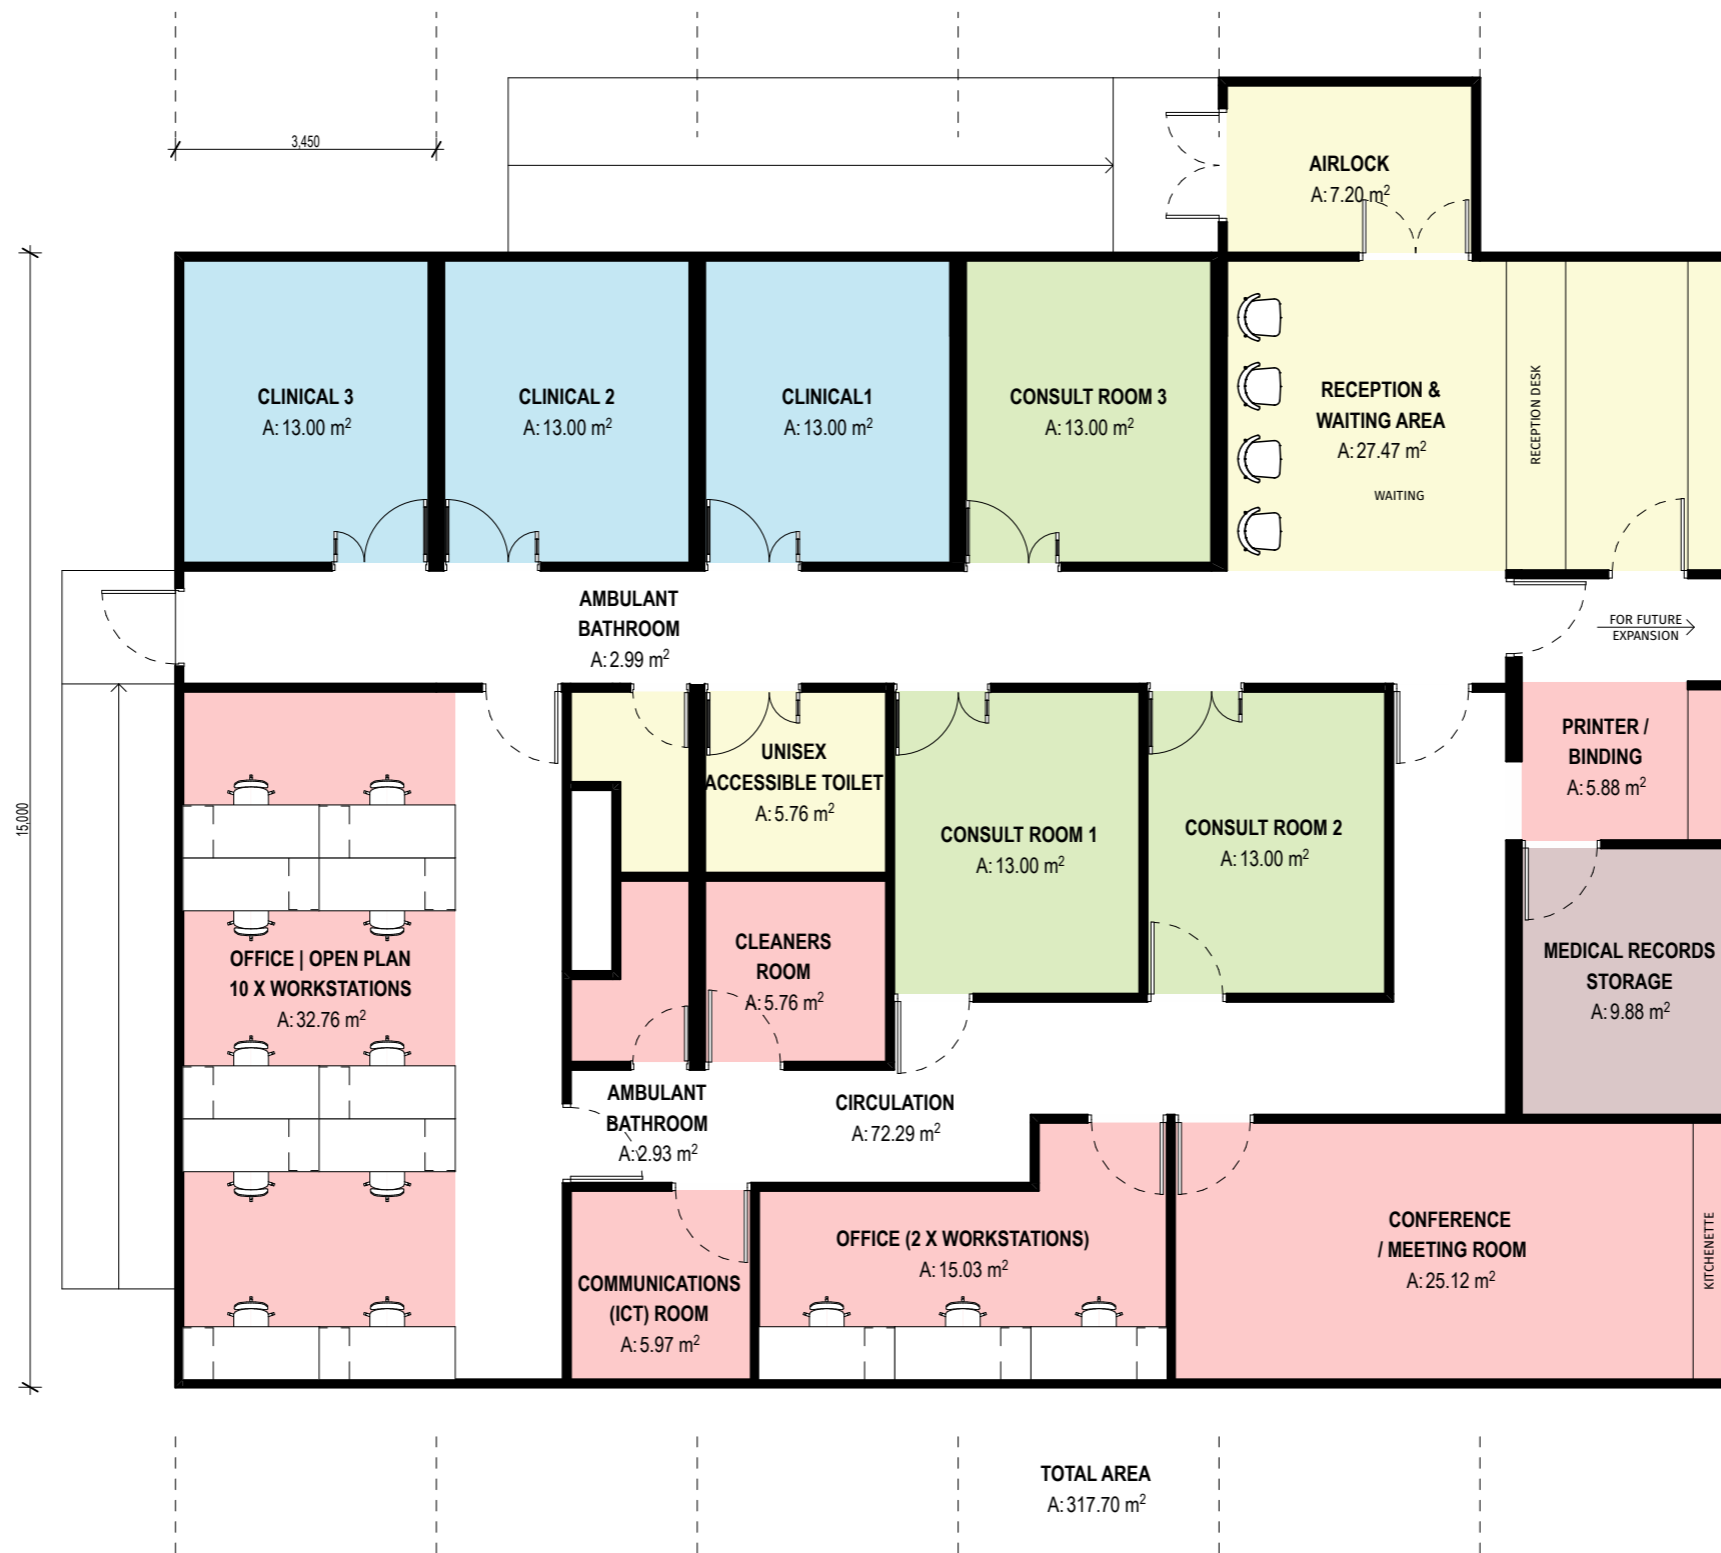 3,450
AIRLOCK
A: 7.20 m²
CLINICAL 3
A: 13.00 m²
CLINICAL 2
A: 13.00 m²
CLINICAL1
A: 13.00 m²
CONSULT ROOM 3
A: 13.00 m²
RECEPTION &
WAITING AREA
A: 27.47 m²
WAITING
RECEPTION DESK
AMBULANT
BATHROOM
A: 2.99 m²
FOR FUTURE
EXPANSION
15,000
UNISEX
ACCESSIBLE TOILET
A: 5.76 m²
CONSULT ROOM 1
A: 13.00 m²
CONSULT ROOM 2
A: 13.00 m²
PRINTER /
BINDING
A: 5.88 m²
OFFICE | OPEN PLAN
10 X WORKSTATIONS
A: 32.76 m²
CLEANERS
ROOM
A: 5.76 m²
MEDICAL RECORDS
STORAGE
A: 9.88 m²
AMBULANT
BATHROOM
A: 2.93 m²
CIRCULATION
A: 72.29 m²
COMMUNICATIONS
(ICT) ROOM
A: 5.97 m²
OFFICE (2 X WORKSTATIONS)
A: 15.03 m²
CONFERENCE
/ MEETING ROOM
A: 25.12 m²
KITCHENETTE
TOTAL AREA
A: 317.70 m²